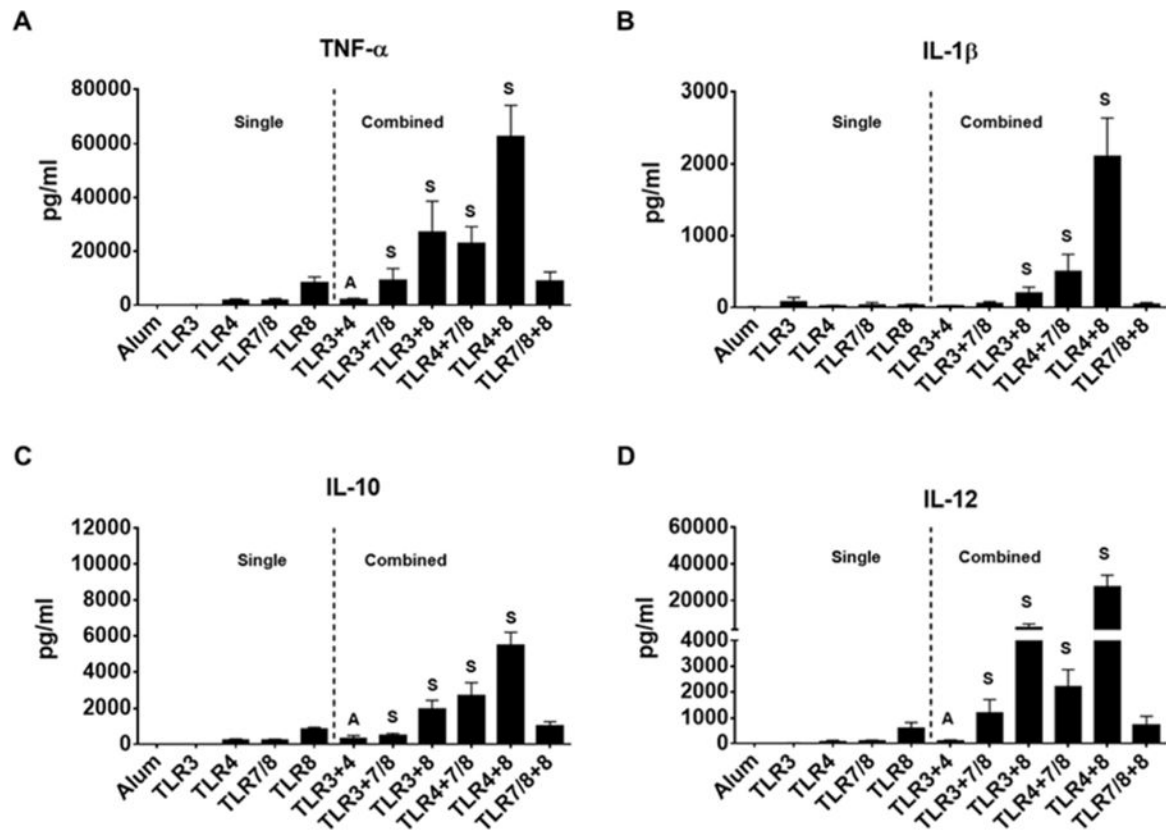 A
TNF-α
80000
60000
40000
20000
0
pg/ml
Single
Combined
A
S
S
S
S
Alum
TLR3
TLR4
TLR7/8
TLR8
TLR3+4
TLR3+7/8
TLR3+8
TLR4+7/8
TLR4+8
TLR7/8+8
B
IL-1β
3000
2000
1000
0
pg/ml
Single
Combined
S
S
S
Alum
TLR3
TLR4
TLR7/8
TLR8
TLR3+4
TLR3+7/8
TLR3+8
TLR4+7/8
TLR4+8
TLR7/8+8
C
IL-10
12000
10000
8000
6000
4000
2000
0
pg/ml
Single
Combined
A
S
S
S
S
Alum
TLR3
TLR4
TLR7/8
TLR8
TLR3+4
TLR3+7/8
TLR3+8
TLR4+7/8
TLR4+8
TLR7/8+8
D
IL-12
60000
40000
20000
4000
3000
2000
1000
0
pg/ml
Single
Combined
A
S
S
S
S
Alum
TLR3
TLR4
TLR7/8
TLR8
TLR3+4
TLR3+7/8
TLR3+8
TLR4+7/8
TLR4+8
TLR7/8+8